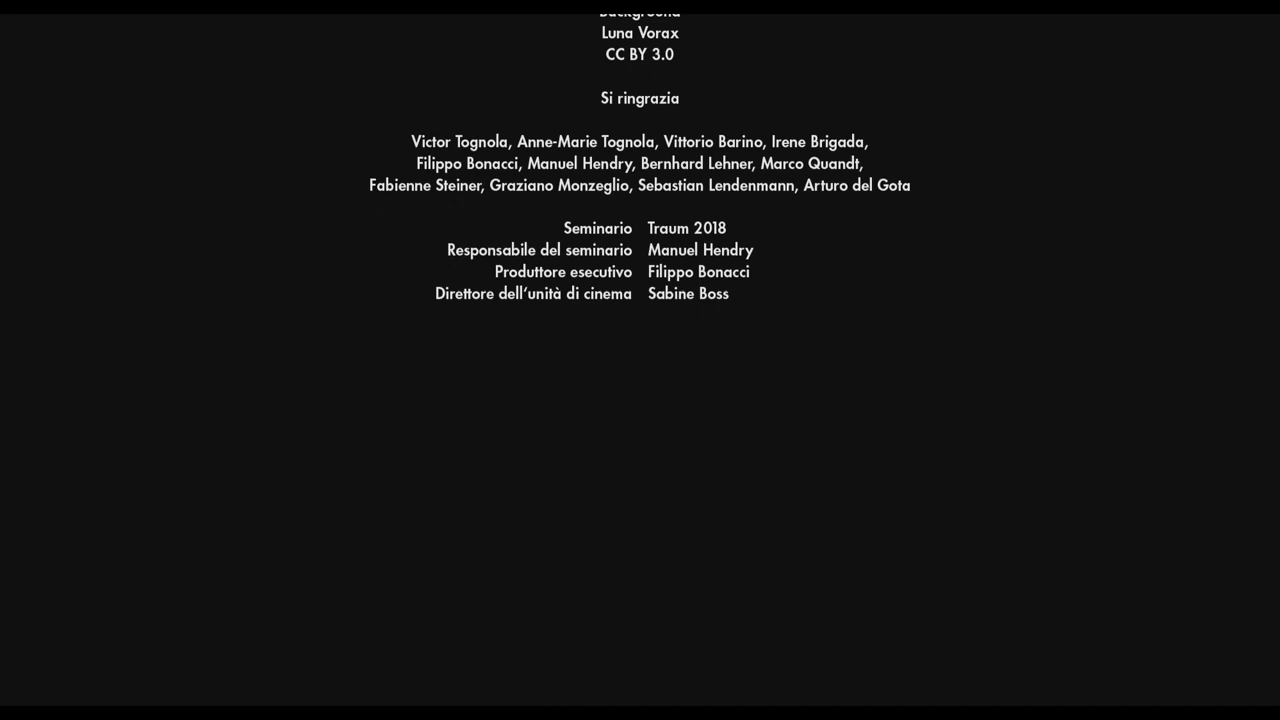 Background
Luna Vorax
CC BY 3.0
Si ringrazia
Victor Tognola, Anne-Marie Tognola, Vittorio Barino, Irene Brigada,
Filippo Bonacci, Manuel Hendry, Bernhard Lehner, Marco Quandt,
Fabienne Steiner, Graziano Monzeglio, Sebastian Lendenmann, Arturo del Gota
Seminario Traum 2018
Responsabile del seminario Manuel Hendry
Produttore esecutivo Filippo Bonacci
Direttore dell‘unità di cinema Sabine Boss